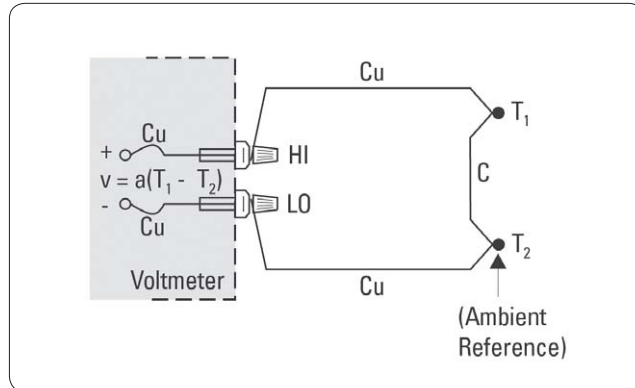 Cu
T₁
Cu
+
HI
v = a(T₁ - T₂)
C
-
LO
Cu
T₂
Voltmeter
Cu
(Ambient
Reference)